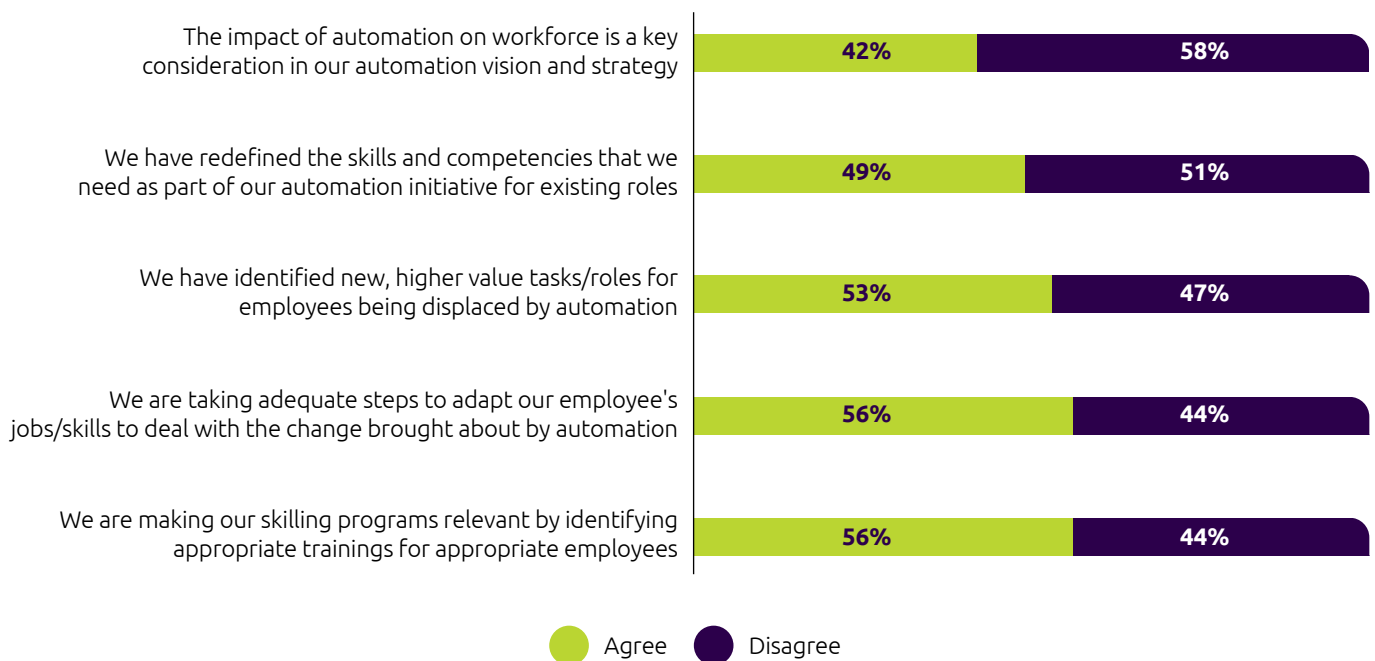 The impact of automation on workforce is a key
consideration in our automation vision and strategy
42% 58%
We have redefined the skills and competencies that we
need as part of our automation initiative for existing roles
49% 51%
We have identified new, higher value tasks/roles for
employees being displaced by automation
53% 47%
We are taking adequate steps to adapt our employee's
jobs/skills to deal with the change brought about by automation
56% 44%
We are making our skilling programs relevant by identifying
appropriate trainings for appropriate employees
56% 44%
Agree Disagree